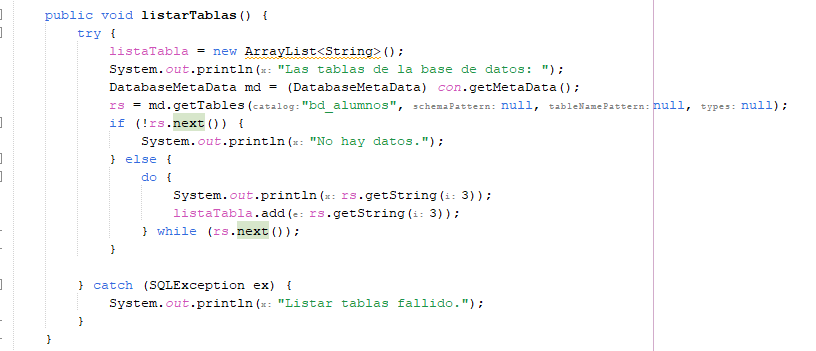 public void listarTablas() {
try {
listaTabla = new ArrayList<String>();
System.out.println(x: "Las tablas de la base de datos: ");
DatabaseMetaData md = (DatabaseMetaData) con.getMetaData();
rs = md.getTables(catalog: "bd_alumnos", schemaPattern: null, tableNamePattern: null, types: null);
if (!rs.next()) {
System.out.println(x: "No hay datos.");
} else {
do {
System.out.println(x: rs.getString(i: 3));
listaTabla.add(e: rs.getString(i: 3));
} while (rs.next());
}
} catch (SQLException ex) {
System.out.println(x: "Listar tablas fallido.");
}
}